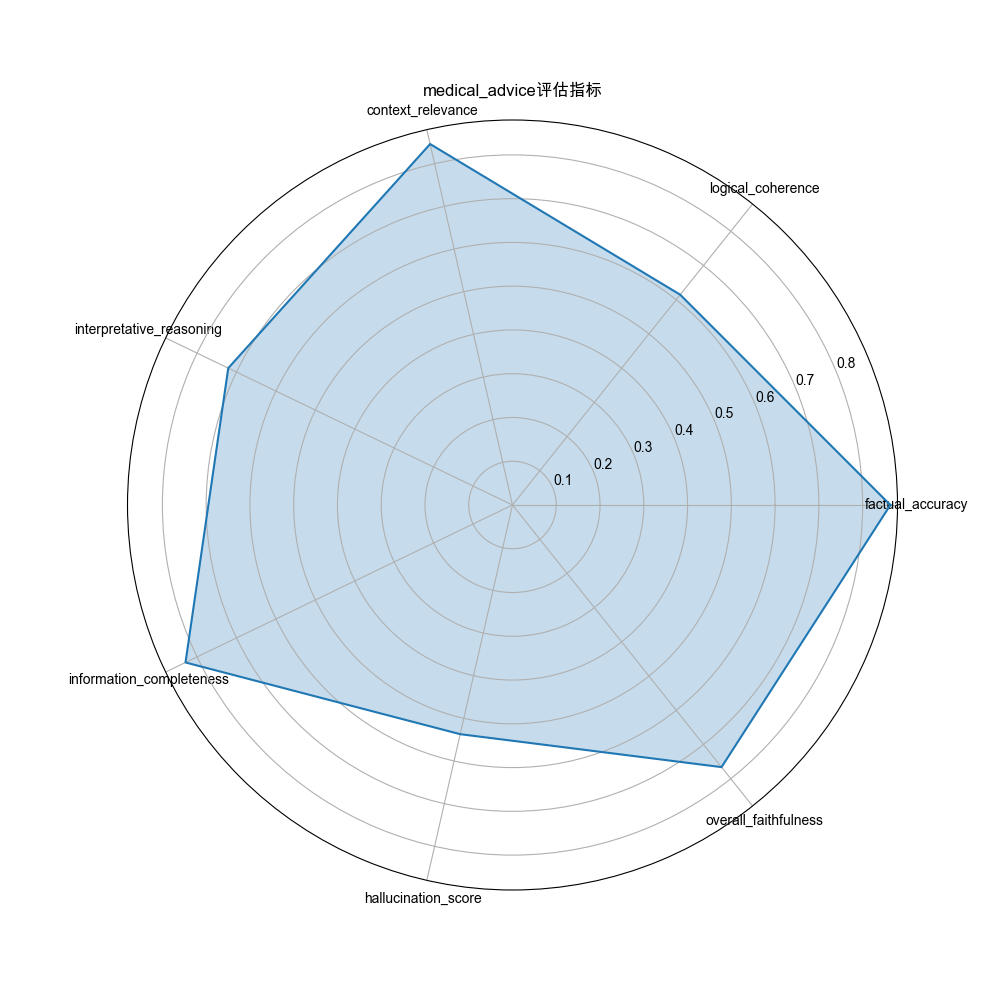 medical_advice评估指标
context_relevance
logical_coherence
interpretative_reasoning
0.8
0.7
0.6
0.5
0.4
0.3
0.2
0.1
factual_accuracy
information_completeness
overall_faithfulness
hallucination_score